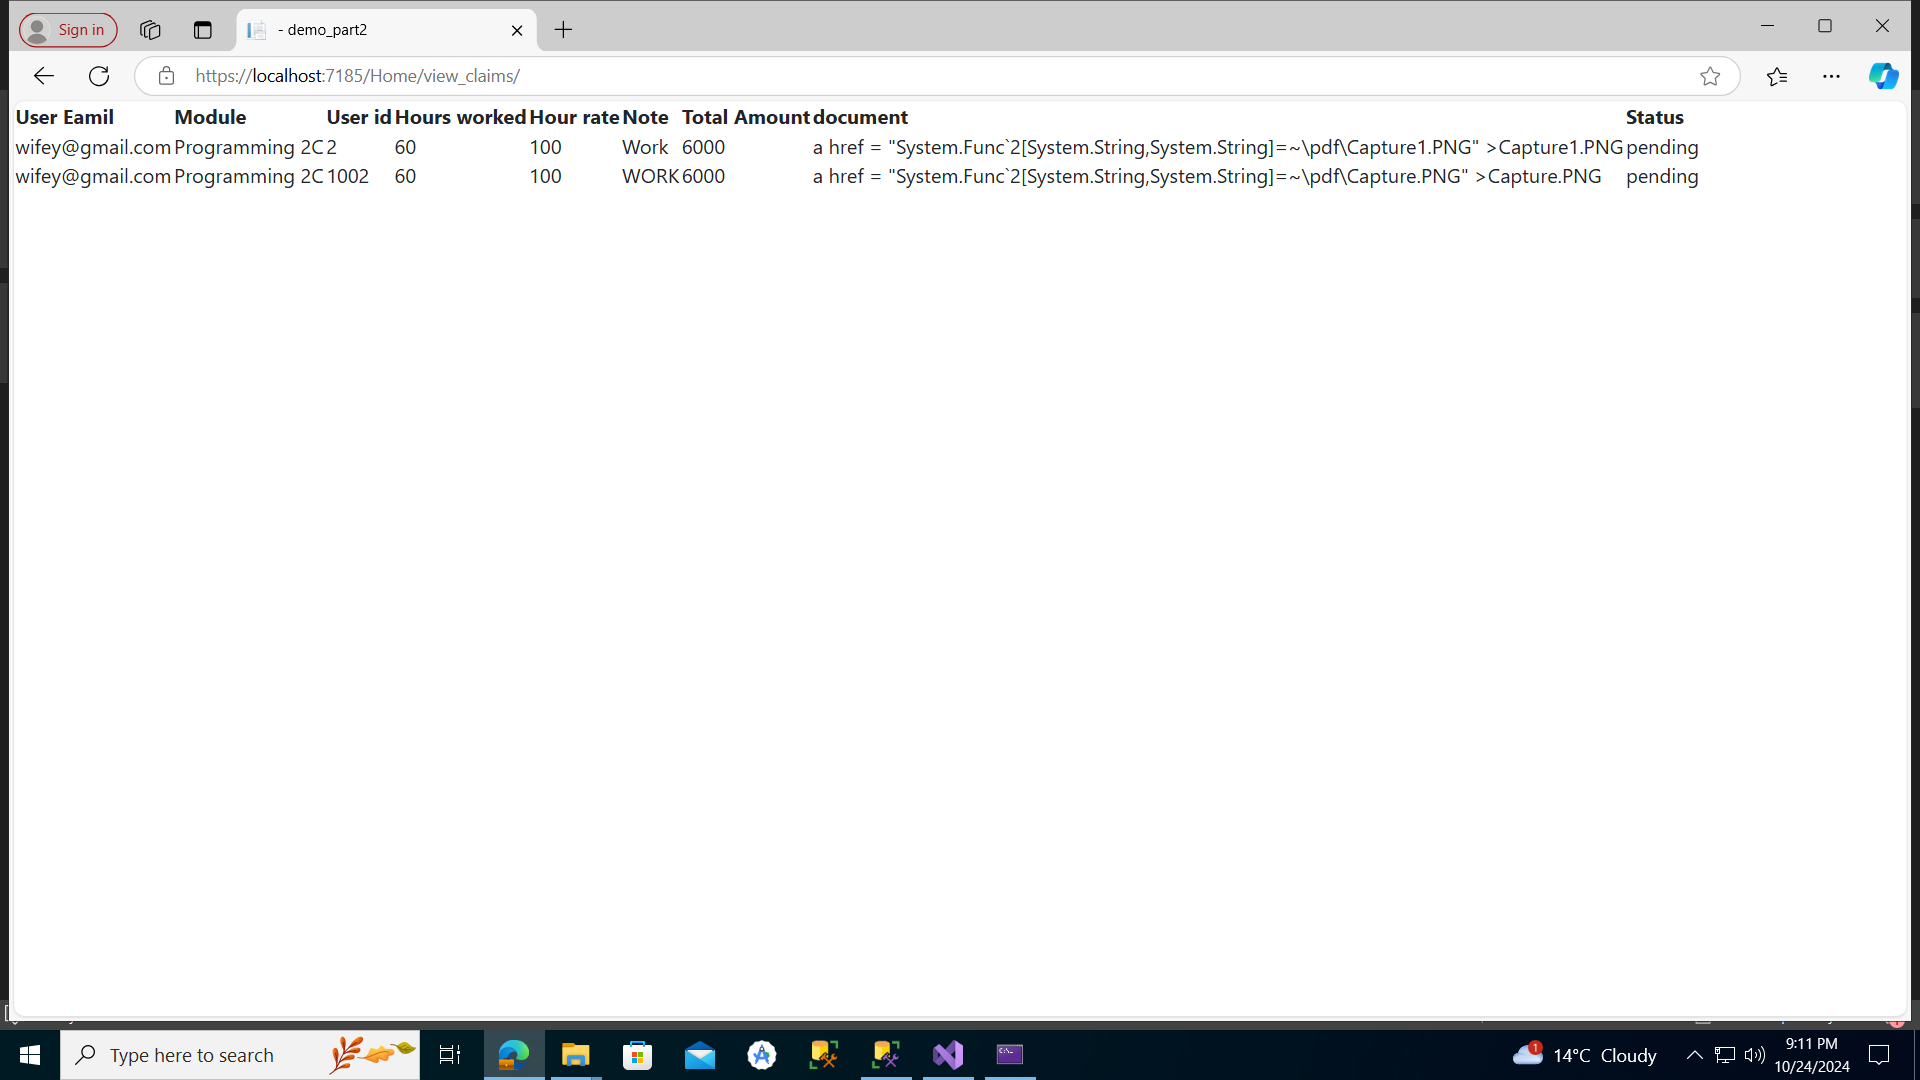 Sign in
- demo_part2
https://localhost:7185/Home/view_claims/
User Eamil Module User id Hours worked Hour rate Note Total Amount document Status
wifey@gmail.com Programming 2C 2 60 100 Work 6000 a href = "System.Func`2[System.String,System.String]=~\pdf\Capture1.PNG" >Capture1.PNG pending
wifey@gmail.com Programming 2C 1002 60 100 WORK 6000 a href = "System.Func`2[System.String,System.String]=~\pdf\Capture.PNG" >Capture.PNG pending
Type here to search
1
14°C Cloudy
9:11 PM
10/24/2024